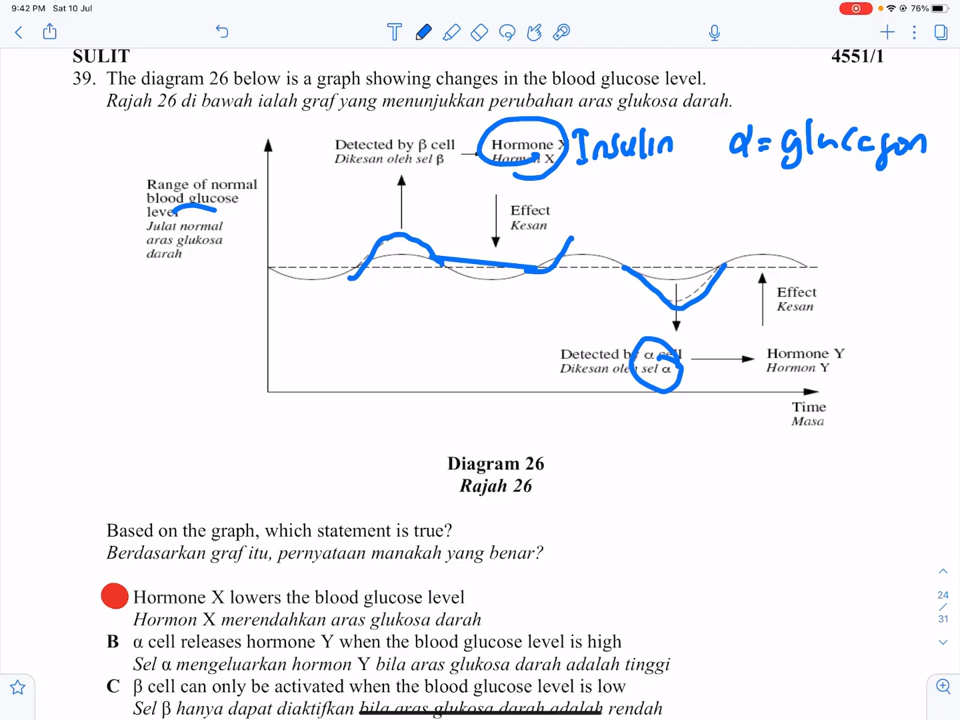 9:42 PM Sat 10 Jul
76%
SULIT 4551/1
39. The diagram 26 below is a graph showing changes in the blood glucose level.
Rajah 26 di bawah ialah graf yang menunjukkan perubahan aras glukosa darah.
Detected by β cell
Dikesan oleh sel β
Hormone X
Hormon X
Insulin
α = glucagon
Range of normal
blood glucose
level
Julat normal
aras glukosa
darah
Effect
Kesan
Effect
Kesan
Detected by α cell
Dikesan oleh sel α
Hormone Y
Hormon Y
Time
Masa
Diagram 26
Rajah 26
Based on the graph, which statement is true?
Berdasarkan graf itu, pernyataan manakah yang benar?
Hormone X lowers the blood glucose level
Hormon X merendahkan aras glukosa darah
B α cell releases hormone Y when the blood glucose level is high
Sel α mengeluarkan hormon Y bila aras glukosa darah adalah tinggi
C β cell can only be activated when the blood glucose level is low
Sel β hanya dapat diaktifkan bila aras glukosa darah adalah rendah
24
/
31